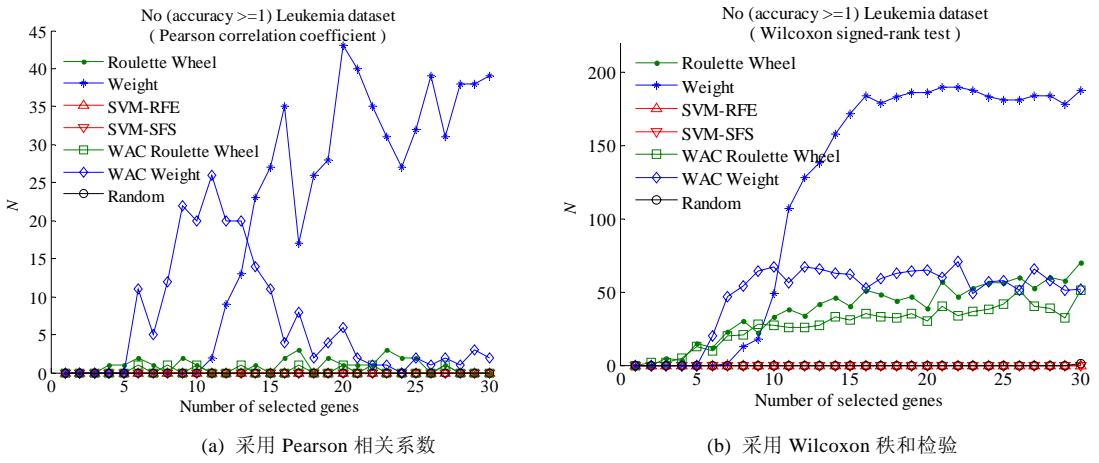 No (accuracy >=1) Leukemia dataset
( Pearson correlation coefficient )
45
40
35
30
25
20
15
10
5
0
N
Roulette Wheel
Weight
SVM-RFE
SVM-SFS
WAC Roulette Wheel
WAC Weight
Random
0 5 10 15 20 25 30
Number of selected genes
(a) 采用 Pearson 相关系数
No (accuracy >=1) Leukemia dataset
( Wilcoxon signed-rank test )
200
150
100
50
0
N
Roulette Wheel
Weight
SVM-RFE
SVM-SFS
WAC Roulette Wheel
WAC Weight
Random
0 5 10 15 20 25 30
Number of selected genes
(b) 采用 Wilcoxon 秩和检验